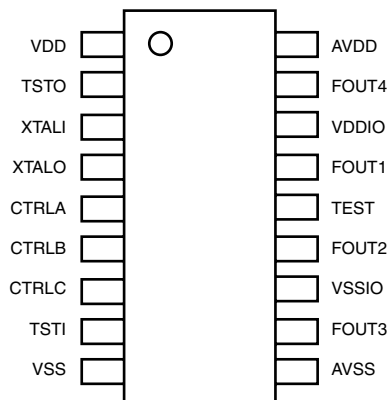 VDD AVDD
TSTO FOUT4
XTALI VDDIO
XTALO FOUT1
CTRLA TEST
CTRLB FOUT2
CTRLC VSSIO
TSTI FOUT3
VSS AVSS